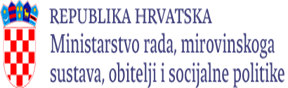 REPUBLIKA HRVATSKA
Ministarstvo rada, mirovinskoga
sustava, obitelji i socijalne politike